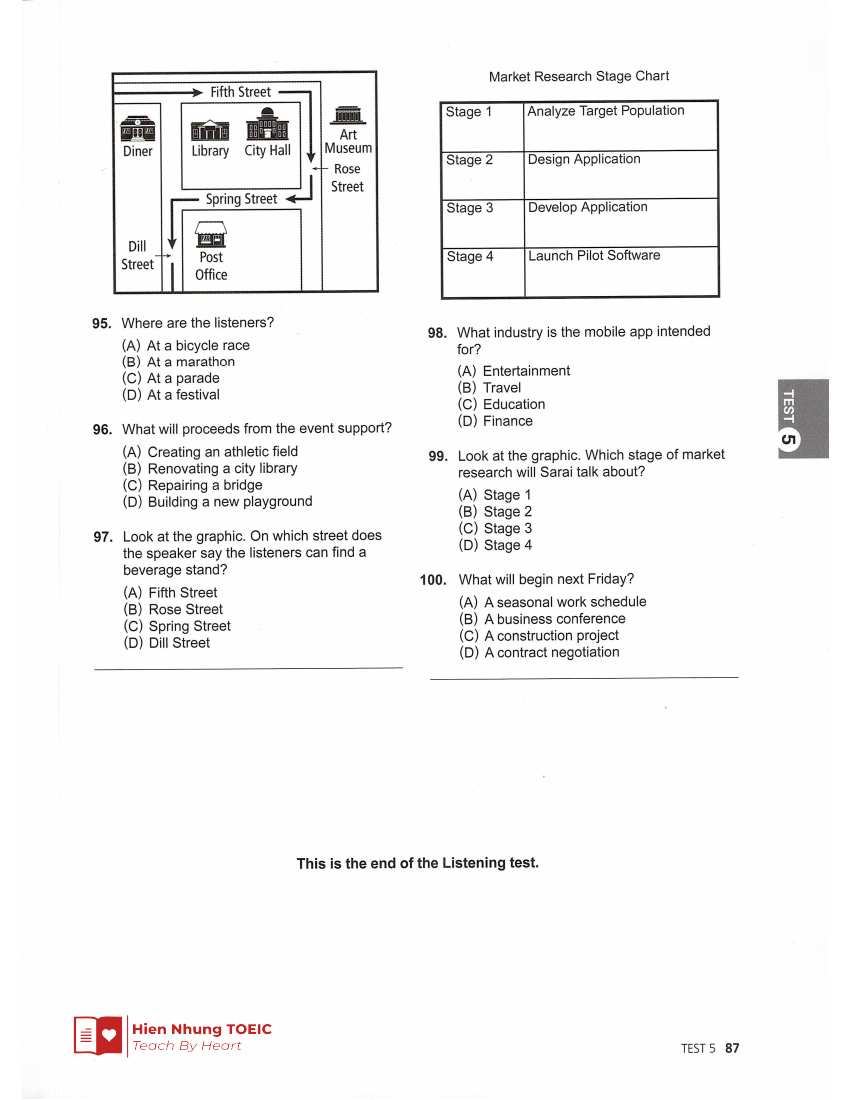 Fifth Street
Diner
Library
City Hall
Art
Museum
Rose
Street
Spring Street
Dill
Street
Post
Office
95. Where are the listeners?
(A) At a bicycle race
(B) At a marathon
(C) At a parade
(D) At a festival
96. What will proceeds from the event support?
(A) Creating an athletic field
(B) Renovating a city library
(C) Repairing a bridge
(D) Building a new playground
97. Look at the graphic. On which street does
the speaker say the listeners can find a
beverage stand?
(A) Fifth Street
(B) Rose Street
(C) Spring Street
(D) Dill Street
Market Research Stage Chart
Stage 1 Analyze Target Population
Stage 2 Design Application
Stage 3 Develop Application
Stage 4 Launch Pilot Software
98. What industry is the mobile app intended
for?
(A) Entertainment
(B) Travel
(C) Education
(D) Finance
99. Look at the graphic. Which stage of market
research will Sarai talk about?
(A) Stage 1
(B) Stage 2
(C) Stage 3
(D) Stage 4
100. What will begin next Friday?
(A) A seasonal work schedule
(B) A business conference
(C) A construction project
(D) A contract negotiation
TEST 5
This is the end of the Listening test.
Hien Nhung TOEIC
Teach By Heart
TEST 5 87